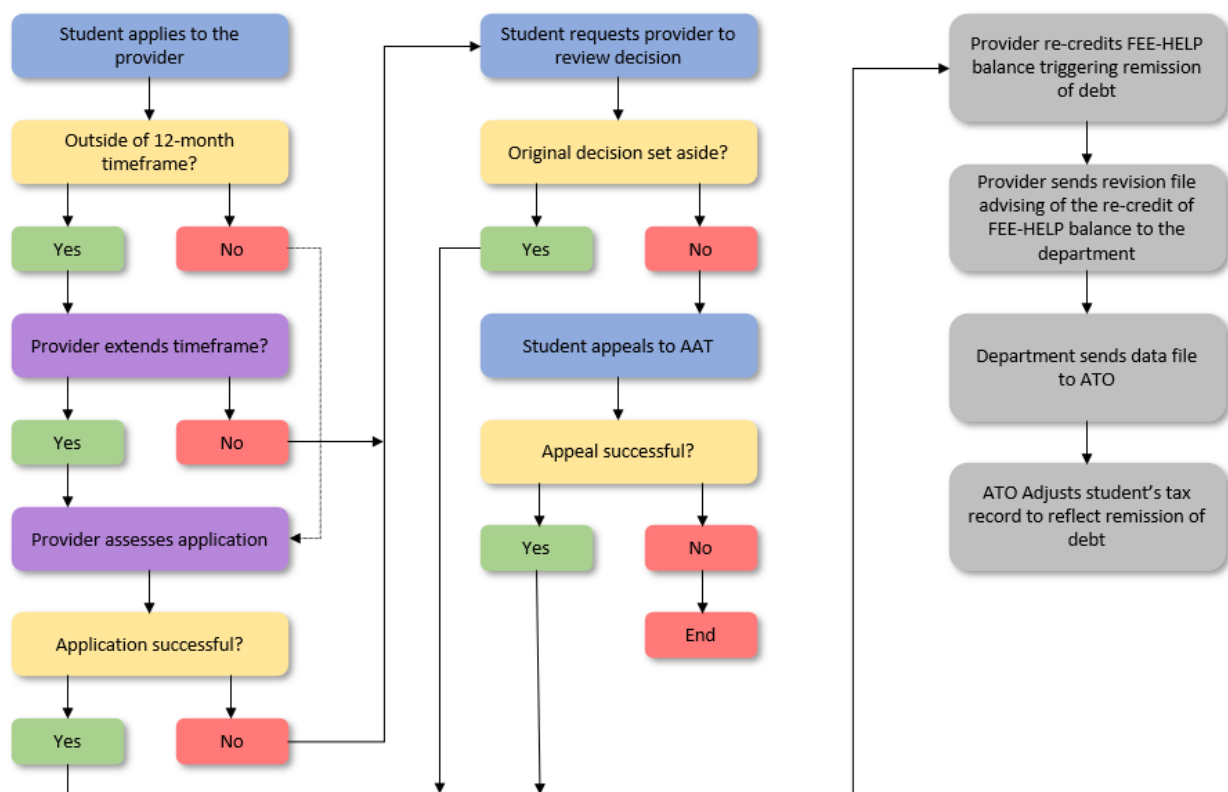 Student applies to the
provider
Outside of 12-month
timeframe?
Yes
No
Provider extends timeframe?
Yes
No
Provider assesses application
Application successful?
Yes
No
Student requests provider to
review decision
Original decision set aside?
Yes
No
Student appeals to AAT
Appeal successful?
Yes
No
End
Provider re-credits FEE-HELP
balance triggering remission
of debt
Provider sends revision file
advising of the re-credit of
FEE-HELP balance to the
department
Department sends data file
to ATO
ATO Adjusts student’s tax
record to reflect remission of
debt